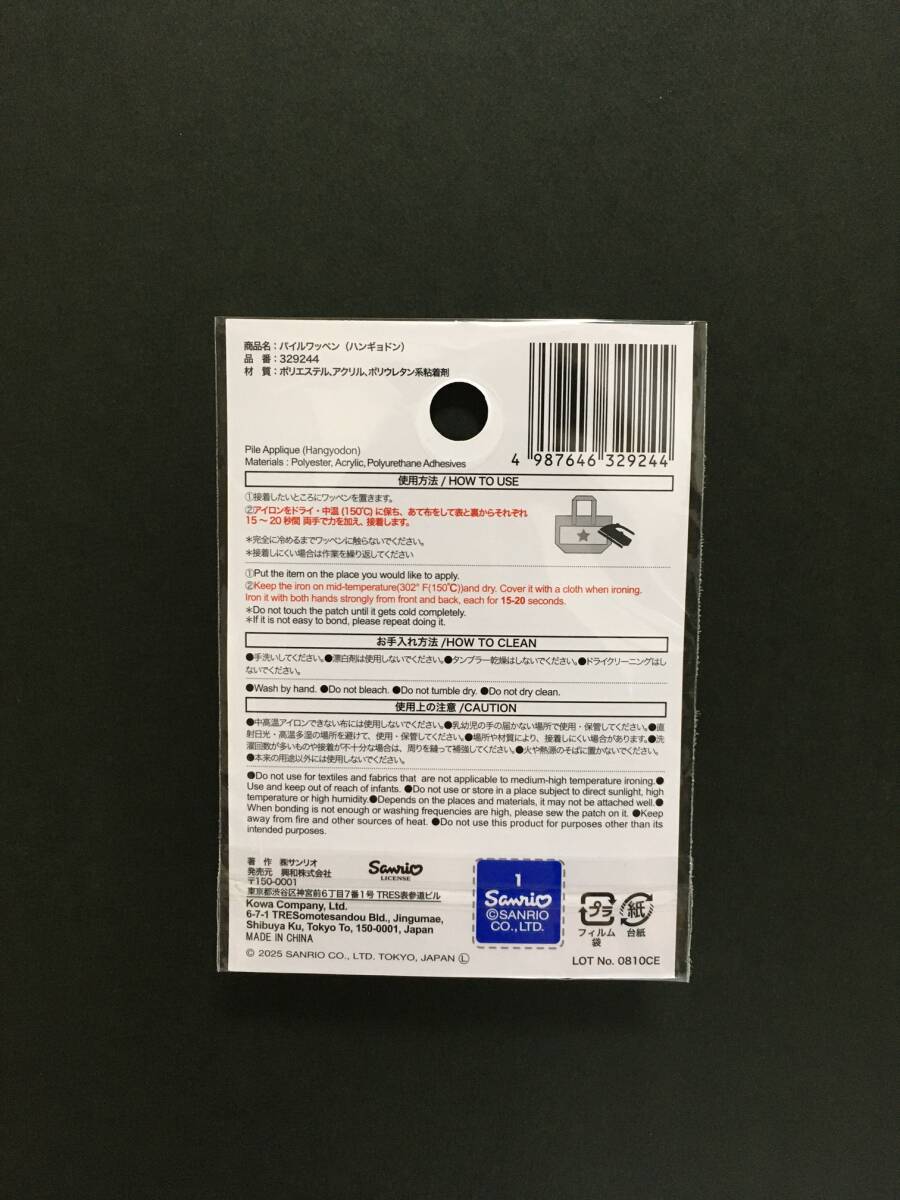 商品名：パイルワッペン（ハンギョドン）
品　番：329244
材　質：ポリエステル、アクリル、ポリウレタン系粘着剤
4 987646 329244
Pile Applique (Hangyodon)
Materials : Polyester, Acrylic, Polyurethane Adhesives
使用方法 / HOW TO USE
①接着したいところにワッペンを置きます。
②アイロンをドライ・中温(150℃)に保ち、あて布をして表と裏からそれぞれ
15～20秒間 両手で力を加え、接着します。
＊完全に冷めるまでワッペンに触らないでください。
＊接着しにくい場合は作業を繰り返してください
①Put the item on the place you would like to apply.
②Keep the iron on mid-temperature(302° F(150℃))and dry. Cover it with a cloth when ironing.
Iron it with both hands strongly from front and back, each for 15-20 seconds.
＊Do not touch the patch until it gets cold completely.
＊If it is not easy to bond, please repeat doing it.
お手入れ方法 /HOW TO CLEAN
●手洗いしてください。●漂白剤は使用しないでください。●タンブラー乾燥はしないでください。●ドライクリーニングはし
ないでください。
●Wash by hand. ●Do not bleach. ●Do not tumble dry. ●Do not dry clean.
使用上の注意 /CAUTION
●中高温アイロンできない布には使用しないでください。●乳幼児の手の届かない場所で使用・保管してください。●直
射日光・高温多湿の場所を避けて、使用・保管してください。●場所や材質により、接着しにくい場合があります。●洗
濯回数が多いものや接着が不十分な場合は、周りを縫って補強してください。●火や熱源のそばに置かないでください。
●本来の用途以外には使用しないでください。
●Do not use for textiles and fabrics that are not applicable to medium-high temperature ironing.●
Use and keep out of reach of infants. ●Do not use or store in a place subject to direct sunlight, high
temperature or high humidity.●Depends on the places and materials, it may not be attached well.●
When bonding is not enough or washing frequencies are high, please sew the patch on it. ●Keep
away from fire and other sources of heat. ●Do not use this product for purposes other than its
intended purposes.
著　作　㈱サンリオ
発売元　興和株式会社
〒150-0001
東京都渋谷区神宮前6丁目7番1号 TRES表参道ビル
Kowa Company, Ltd.
6-7-1 TRESomotesandou Bld., Jingumae,
Shibuya Ku, Tokyo To, 150-0001, Japan
MADE IN CHINA
© 2025 SANRIO CO., LTD. TOKYO, JAPAN Ⓛ
Sanrio
LICENSE
1
Sanrio
©SANRIO
CO., LTD.
プラ
フィルム
袋
紙
台紙
LOT No. 0810CE